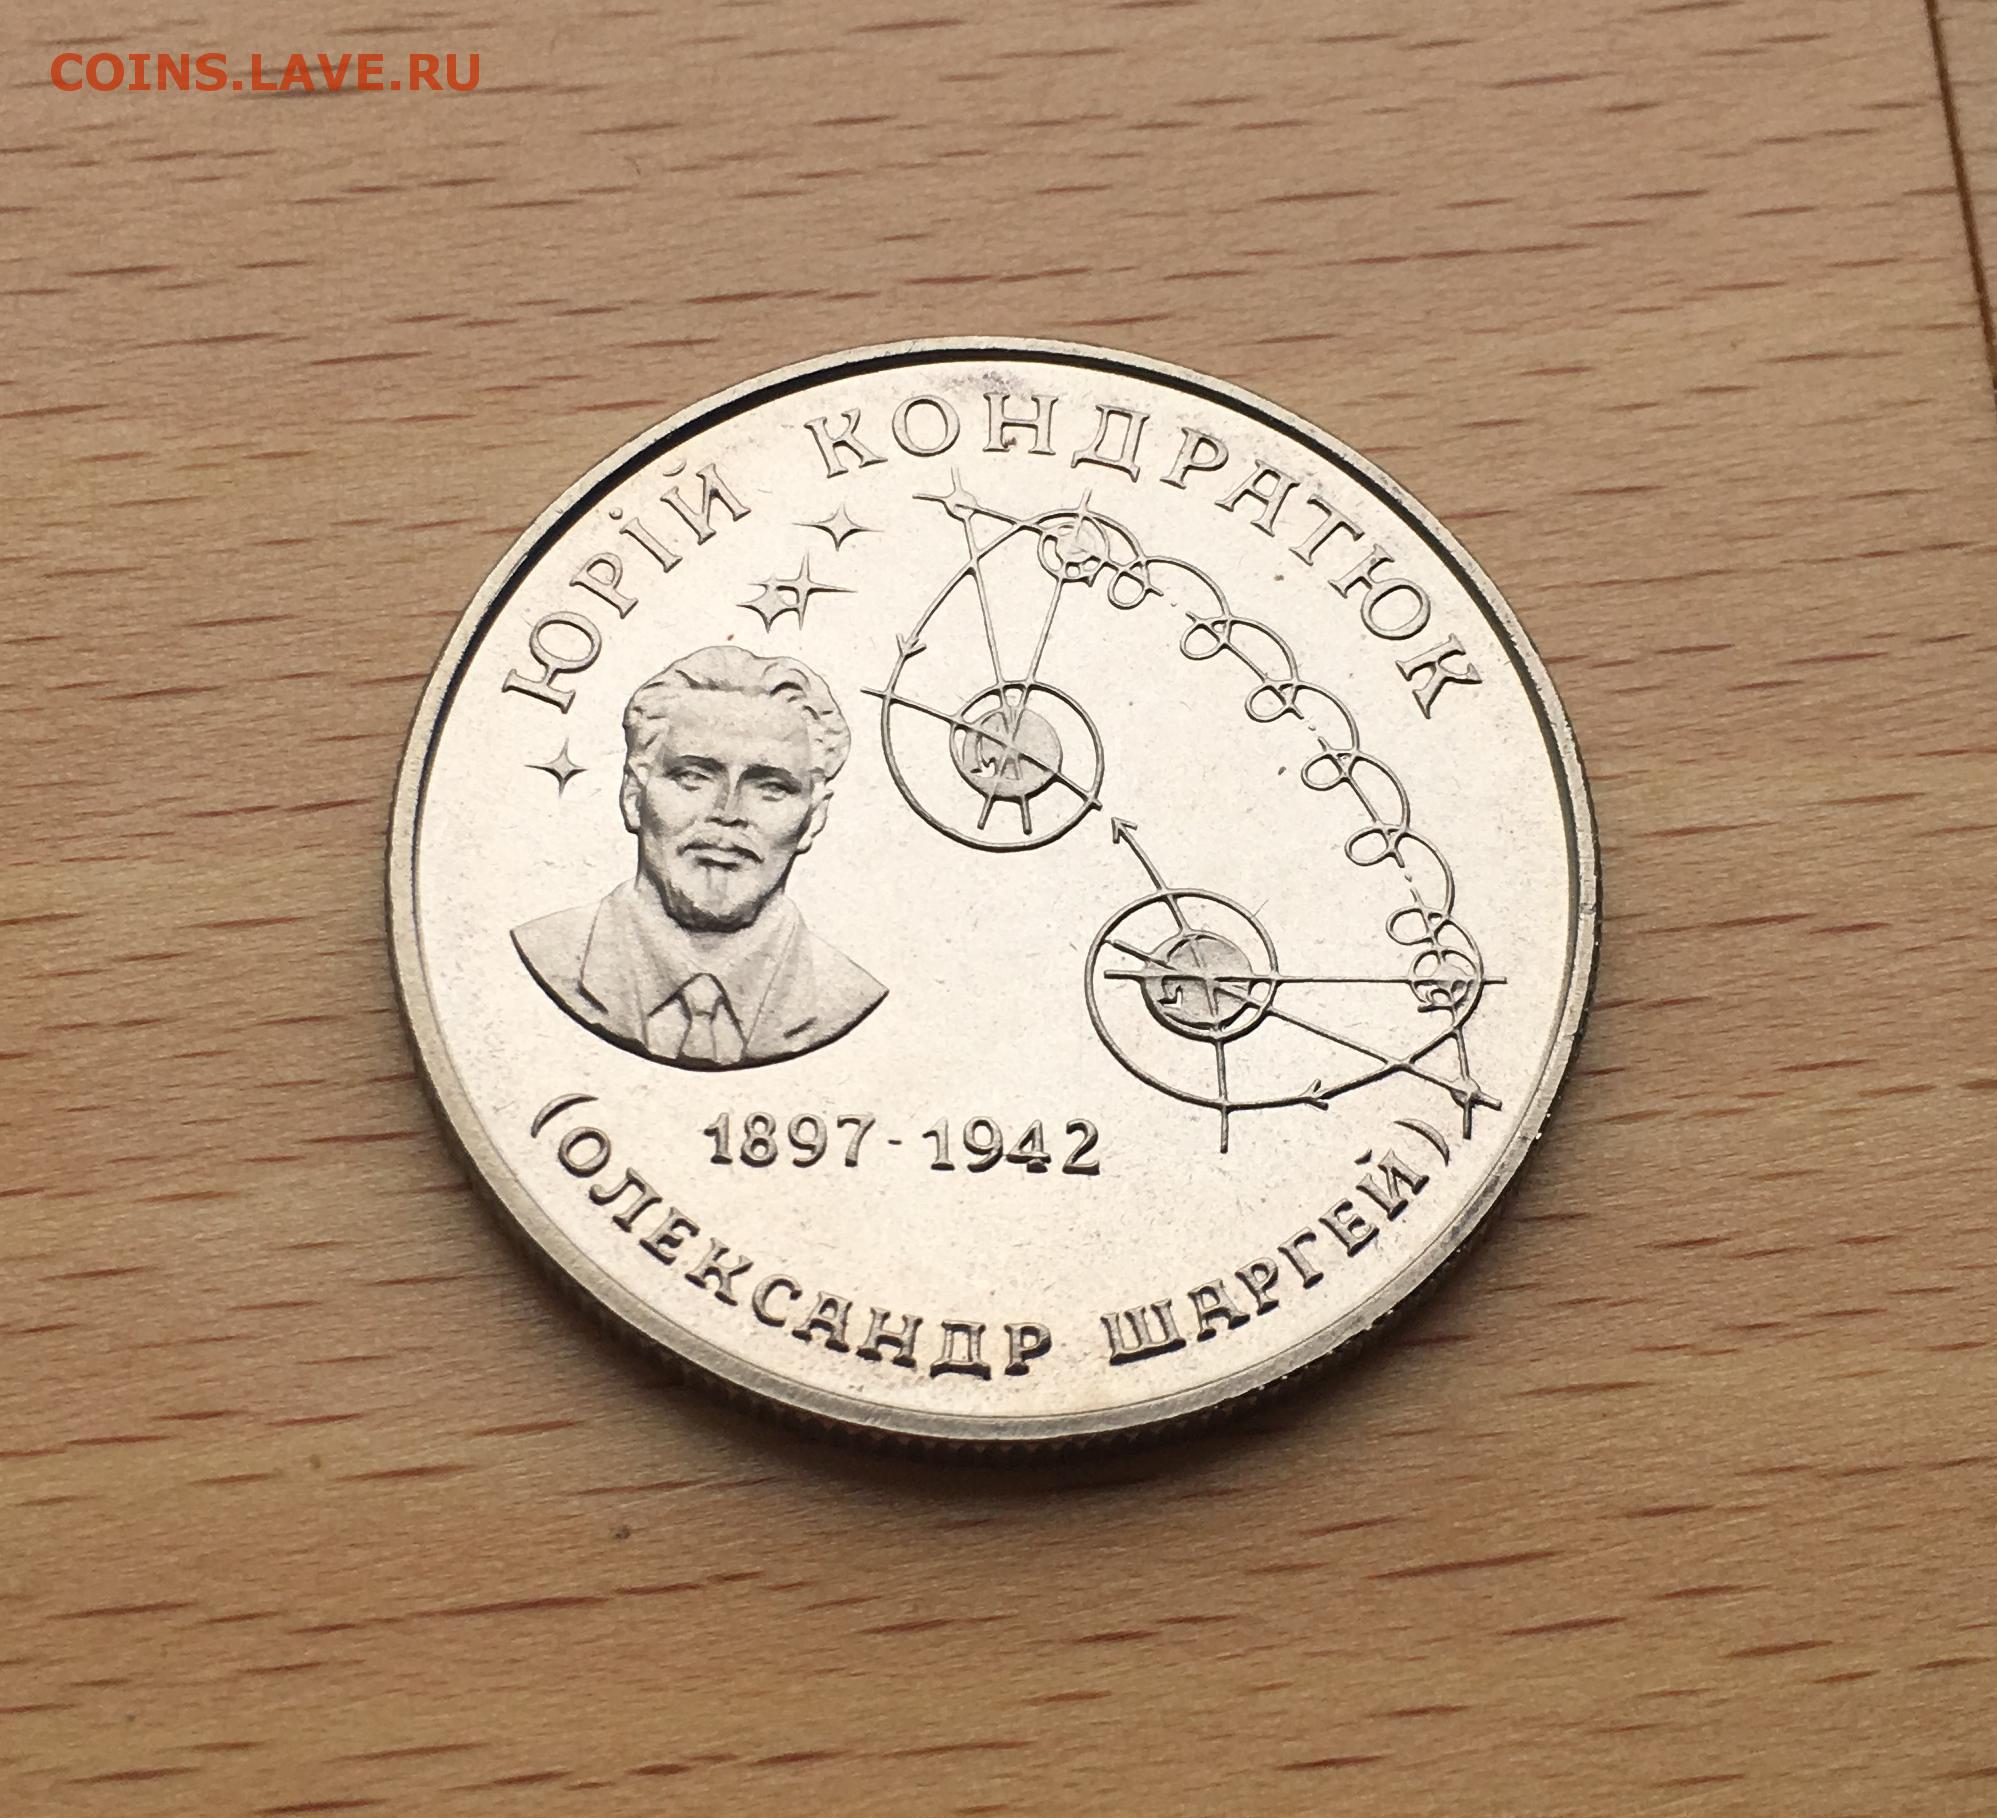 COINS.LAVE.RU
ЮРІЙ КОНДРАТЮК
1897-1942
(ОЛЕКСАНДР ШАРГЕЙ)